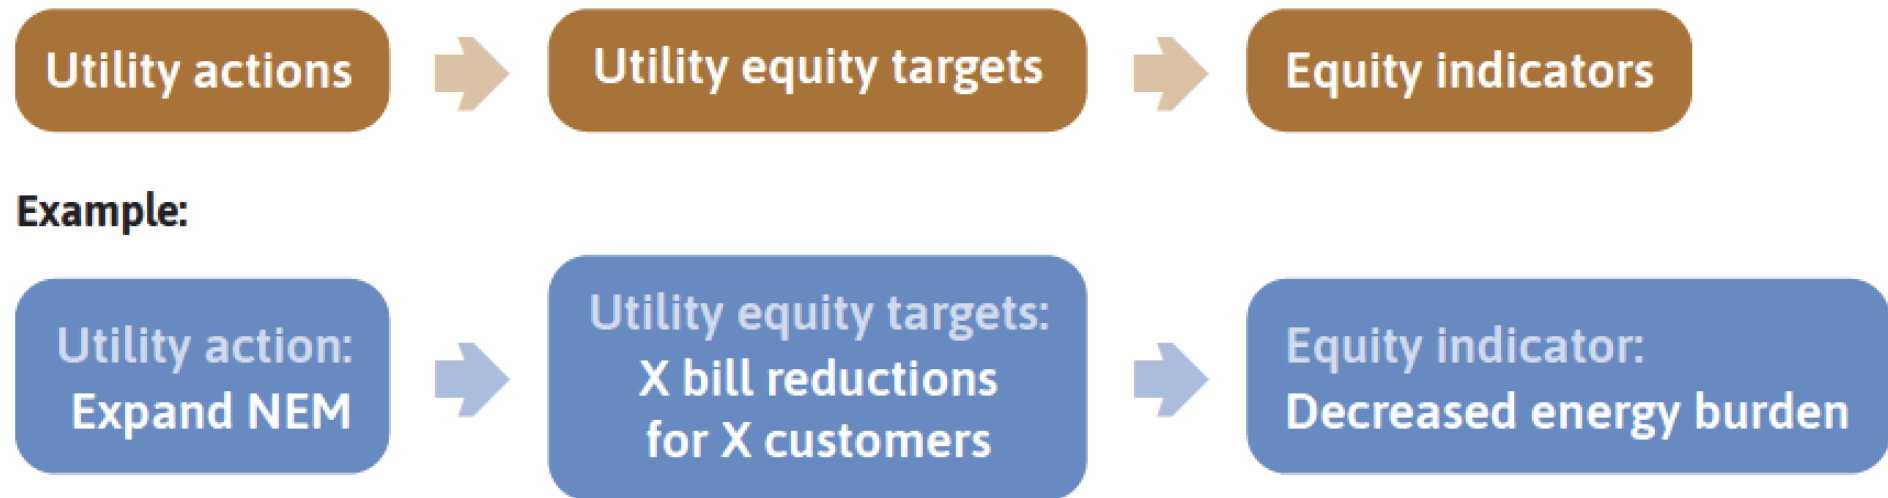 Utility actions
Utility equity targets
Equity indicators
Example:
Utility action:
Expand NEM
Utility equity targets:
X bill reductions
for X customers
Equity indicator:
Decreased energy burden